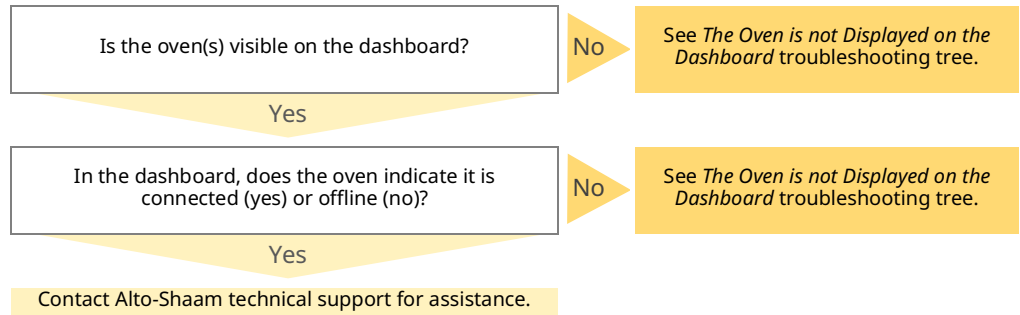 Is the oven(s) visible on the dashboard?
No
See The Oven is not Displayed on the
Dashboard troubleshooting tree.
Yes
In the dashboard, does the oven indicate it is
connected (yes) or offline (no)?
No
See The Oven is not Displayed on the
Dashboard troubleshooting tree.
Yes
Contact Alto-Shaam technical support for assistance.